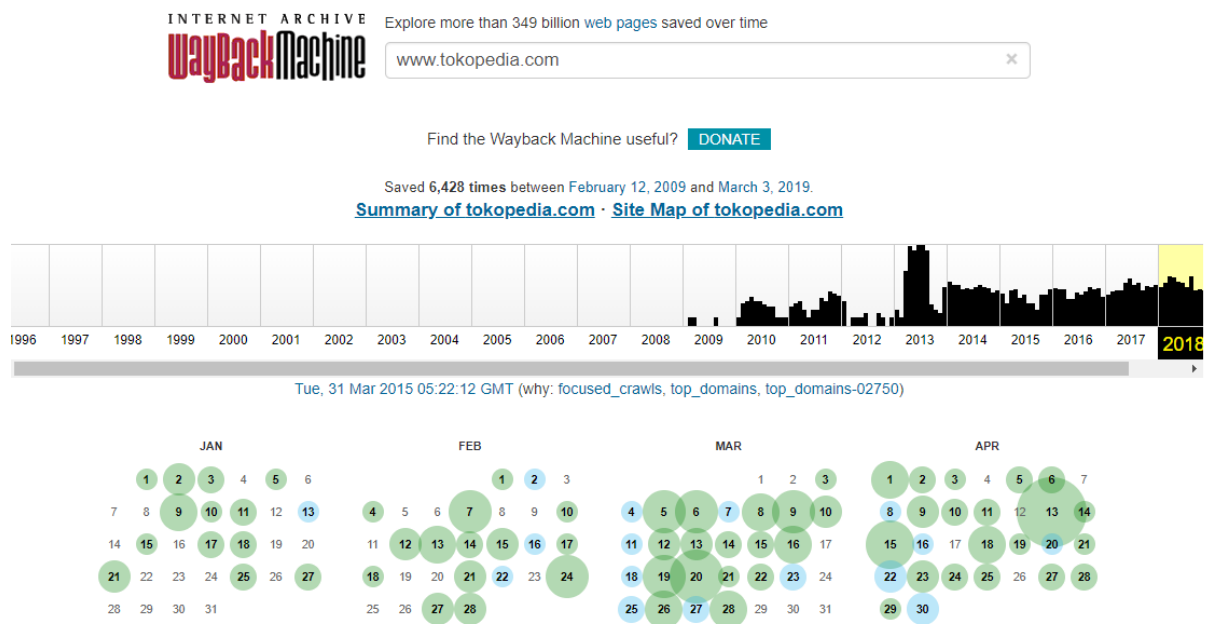 INTERNET ARCHIVE
WayBackMachine
Explore more than 349 billion web pages saved over time
www.tokopedia.com ×
Find the Wayback Machine useful? DONATE
Saved 6,428 times between February 12, 2009 and March 3, 2019.
Summary of tokopedia.com · Site Map of tokopedia.com
1996 1997 1998 1999 2000 2001 2002 2003 2004 2005 2006 2007 2008 2009 2010 2011 2012 2013 2014 2015 2016 2017 2018
Tue, 31 Mar 2015 05:22:12 GMT (why: focused_crawls, top_domains, top_domains-02750)
JAN FEB MAR APR
1 2 3 4 5 6 1 2 3 1 2 3 1 2 3 4 5 6 7
7 8 9 10 11 12 13 4 5 6 7 8 9 10 4 5 6 7 8 9 10 8 9 10 11 12 13 14
14 15 16 17 18 19 20 11 12 13 14 15 16 17 11 12 13 14 15 16 17 15 16 17 18 19 20 21
21 22 23 24 25 26 27 18 19 20 21 22 23 24 18 19 20 21 22 23 24 22 23 24 25 26 27 28
28 29 30 31 25 26 27 28 25 26 27 28 29 30 31 29 30